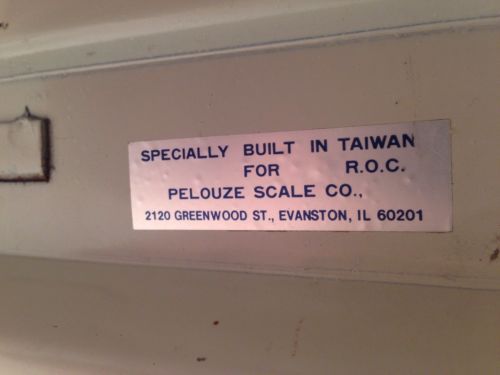 SPECIALLY BUILT IN TAIWAN
FOR R.O.C.
PELOUZE SCALE CO.,
2120 GREENWOOD ST., EVANSTON, IL 60201